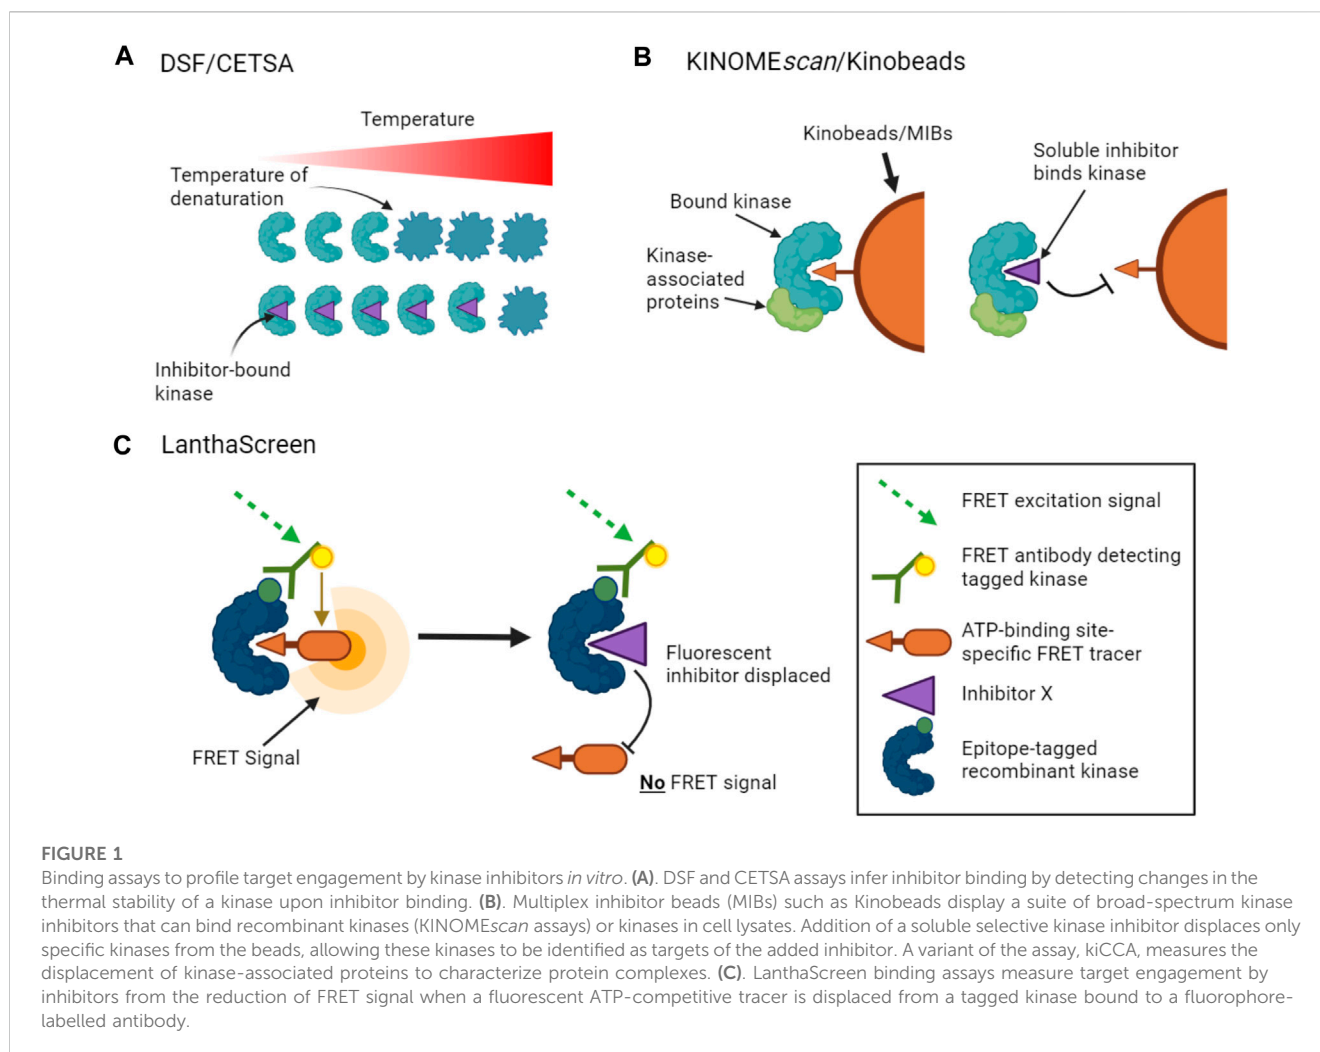 A DSF/CETSA
Temperature
Temperature of
denaturation
Inhibitor-bound
kinase
B KINOMEscan/Kinobeads
Kinobeads/MIBs
Soluble inhibitor
binds kinase
Bound kinase
Kinase-
associated
proteins
C LanthaScreen
FRET Signal
Fluorescent
inhibitor displaced
No FRET signal
FRET excitation signal
FRET antibody detecting
tagged kinase
ATP-binding site-
specific FRET tracer
Inhibitor X
Epitope-tagged
recombinant kinase
FIGURE 1
Binding assays to profile target engagement by kinase inhibitors in vitro. (A). DSF and CETSA assays infer inhibitor binding by detecting changes in the
thermal stability of a kinase upon inhibitor binding. (B). Multiplex inhibitor beads (MIBs) such as Kinobeads display a suite of broad-spectrum kinase
inhibitors that can bind recombinant kinases (KINOMEscan assays) or kinases in cell lysates. Addition of a soluble selective kinase inhibitor displaces only
specific kinases from the beads, allowing these kinases to be identified as targets of the added inhibitor. A variant of the assay, kiCCA, measures the
displacement of kinase-associated proteins to characterize protein complexes. (C). LanthaScreen binding assays measure target engagement by
inhibitors from the reduction of FRET signal when a fluorescent ATP-competitive tracer is displaced from a tagged kinase bound to a fluorophore-
labelled antibody.